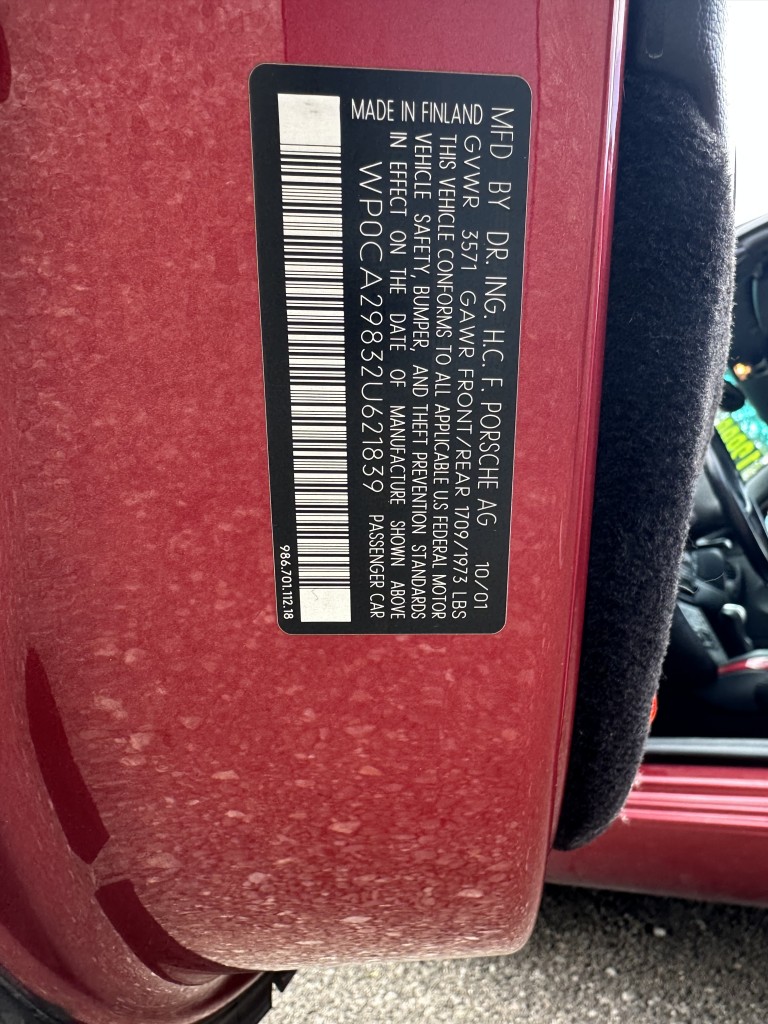 MFD BY DR. ING. H.C. F. PORSCHE AG 10/01
GVWR 3571 GAWR FRONT/REAR 1709/1973 LBS
THIS VEHICLE CONFORMS TO ALL APPLICABLE U.S FEDERAL MOTOR
VEHICLE SAFETY, BUMPER, AND THEFT PREVENTION STANDARDS
IN EFFECT ON THE DATE OF MANUFACTURE SHOWN ABOVE
WP0CA29832U621839 PASSENGER CAR
MADE IN FINLAND
986.701.112.18